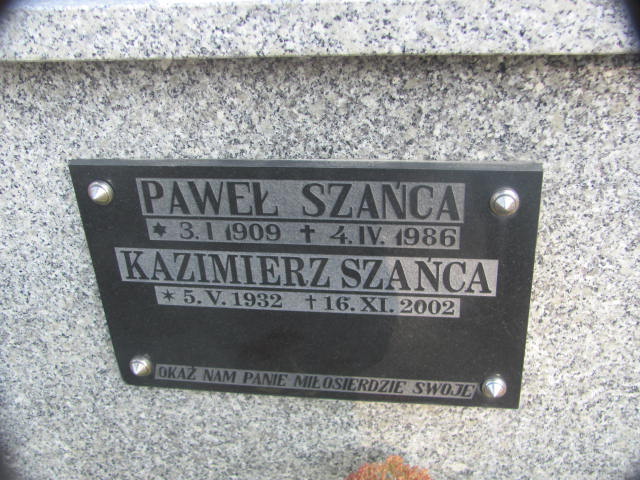 PAWEŁ SZAŃCA
✶ 3. I 1909 † 4. IV. 1986
KAZIMIERZ SZAŃCA
✶ 5. V. 1932 † 16. XI. 2002
OKAŻ NAM PANIE MIŁOSIERDZIE SWOJE